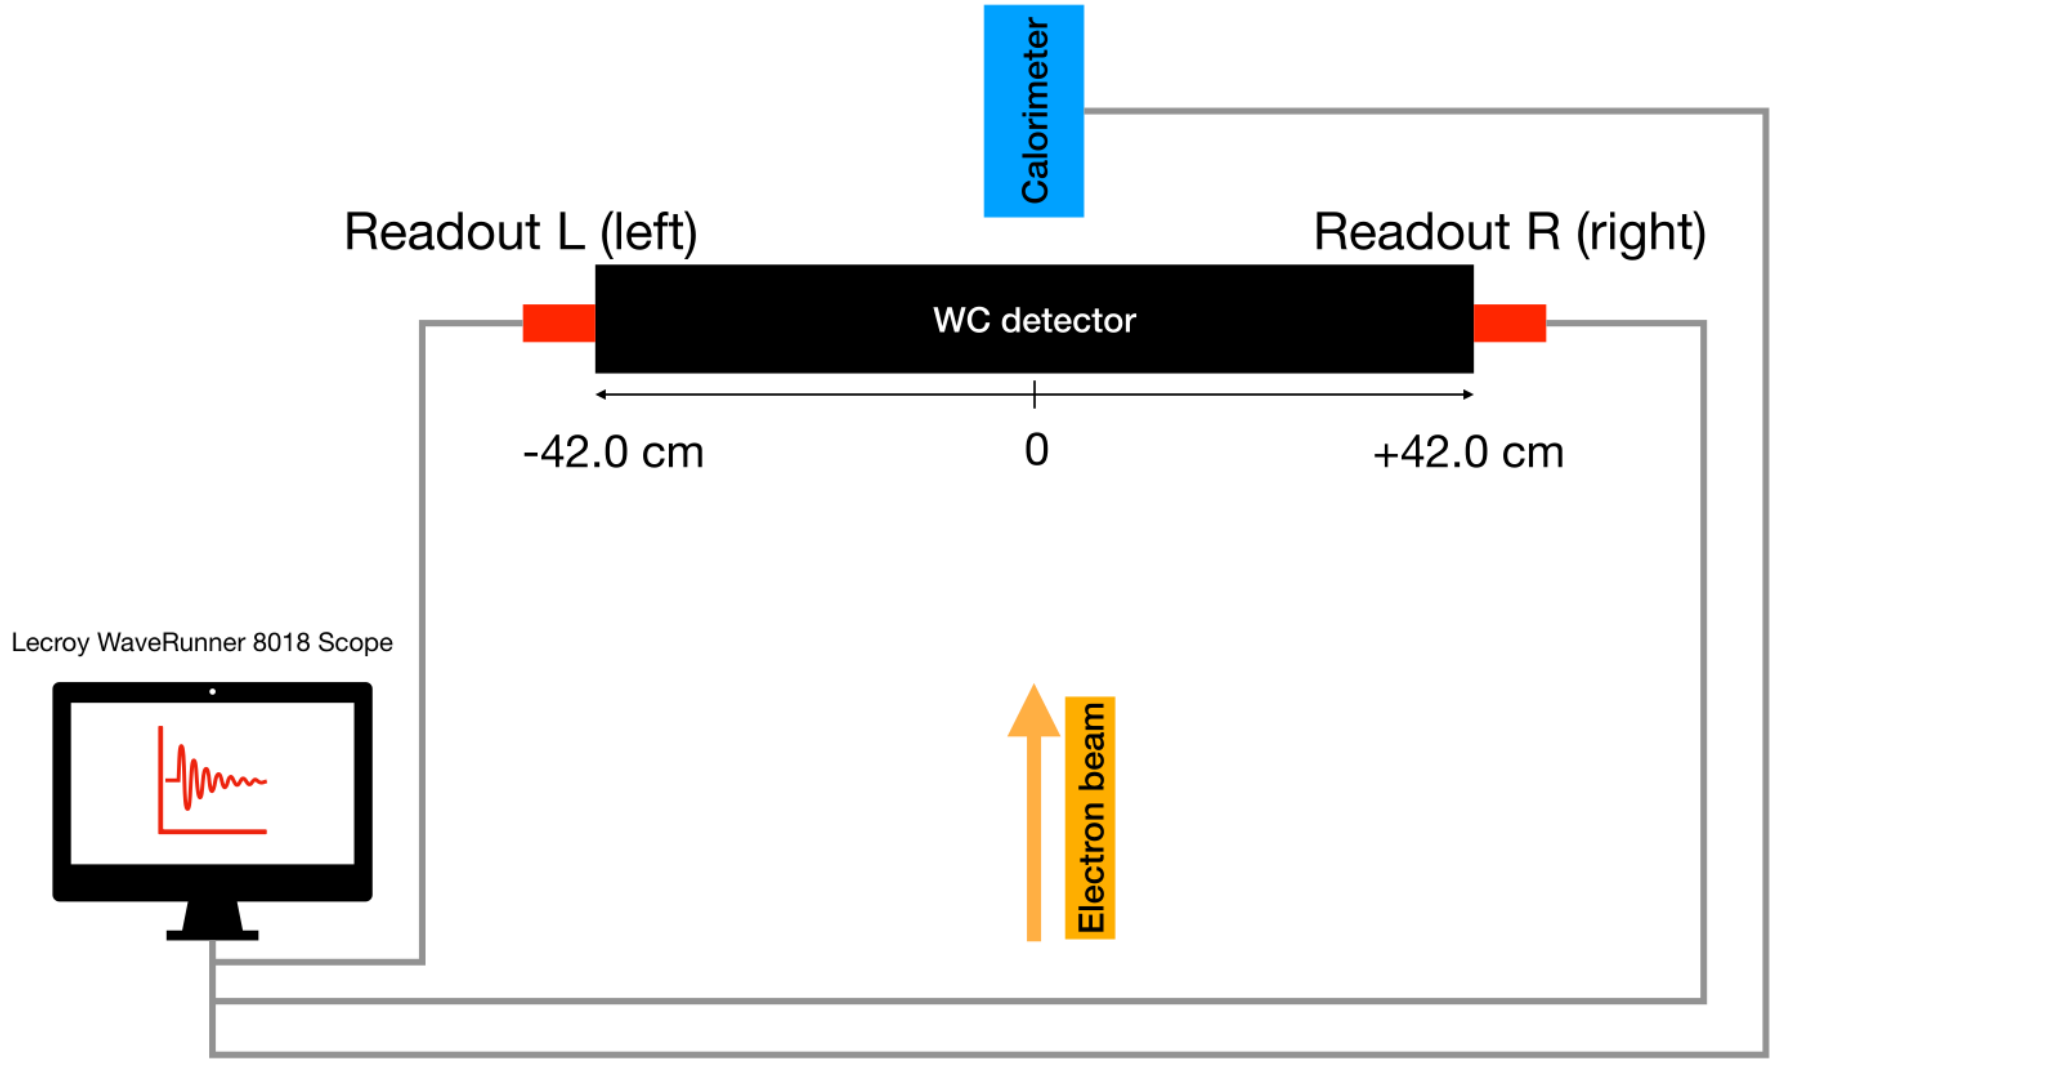 Calorimeter
Readout L (left)
Readout R (right)
WC detector
-42.0 cm
0
+42.0 cm
Lecroy WaveRunner 8018 Scope
Electron beam